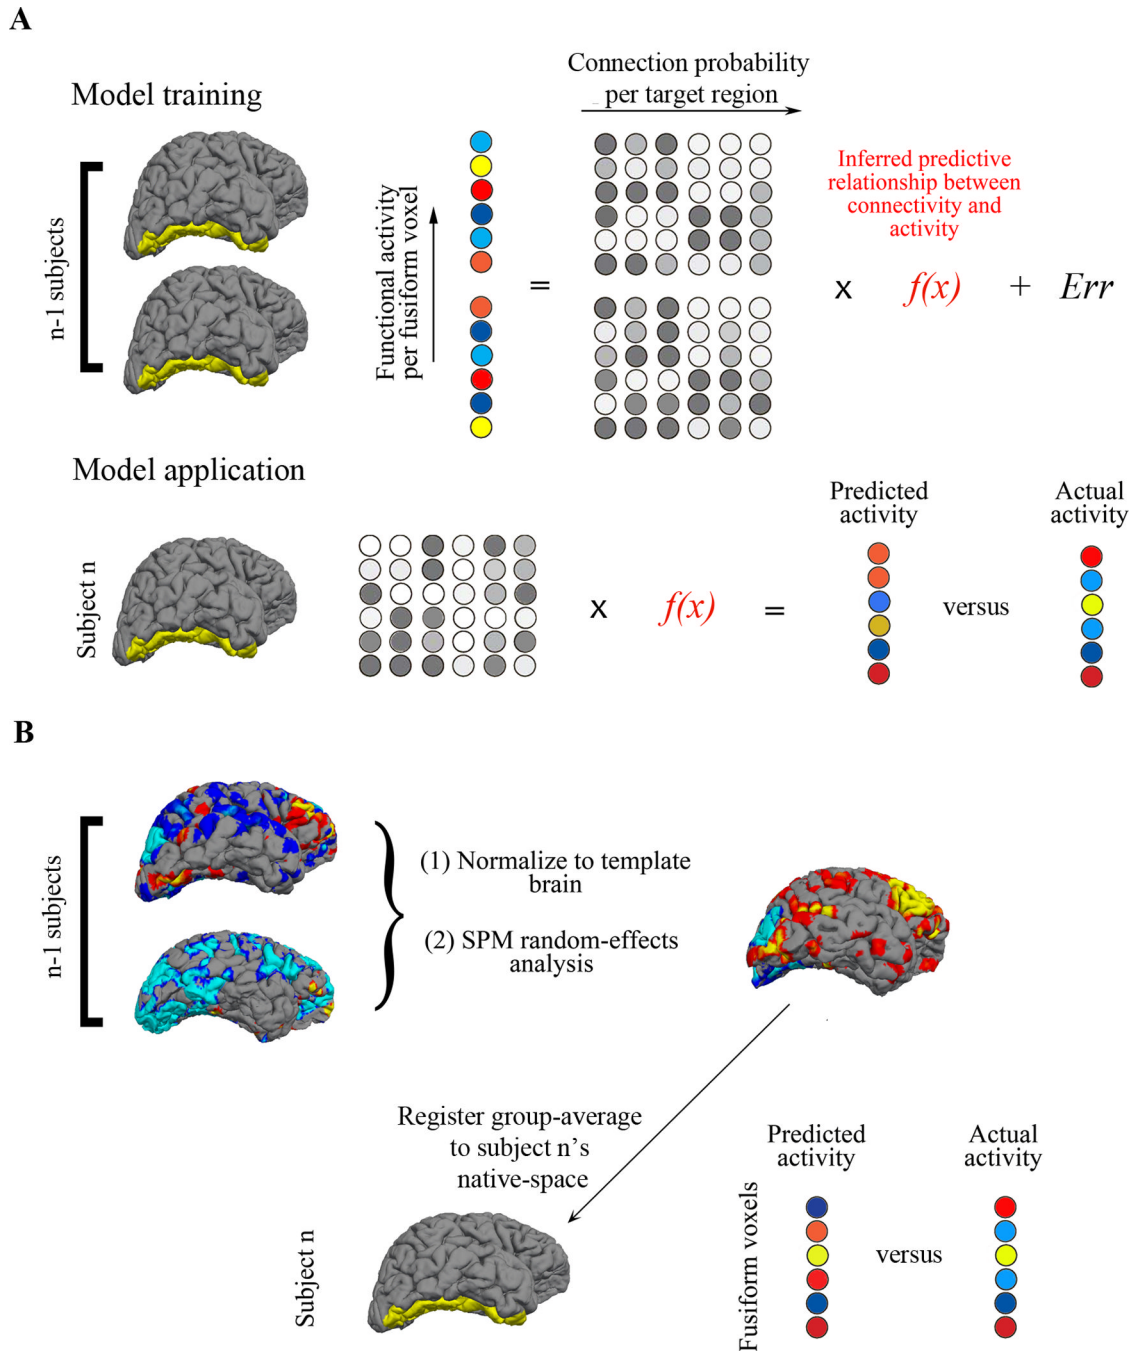 A
Model training
n-1 subjects
Functional activity
per fusiform voxel
=
Connection probability
per target region
x
Inferred predictive
relationship between
connectivity and
activity
f(x)
+ Err
Model application
Subject n
x
f(x)
=
Predicted
activity
versus
Actual
activity
B
n-1 subjects
(1) Normalize to template
brain
(2) SPM random-effects
analysis
Register group-average
to subject n's
native-space
Subject n
Fusiform voxels
Predicted
activity
versus
Actual
activity